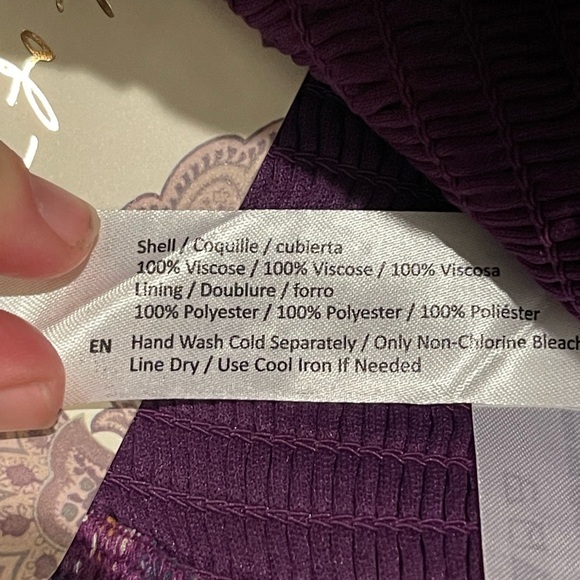 Shell / Coquille / cubierta
100% Viscose / 100% Viscose / 100% Viscosa
Lining / Doublure / forro
100% Polyester / 100% Polyester / 100% Poliéster
EN Hand Wash Cold Separately / Only Non-Chlorine Bleach
Line Dry / Use Cool Iron If Needed